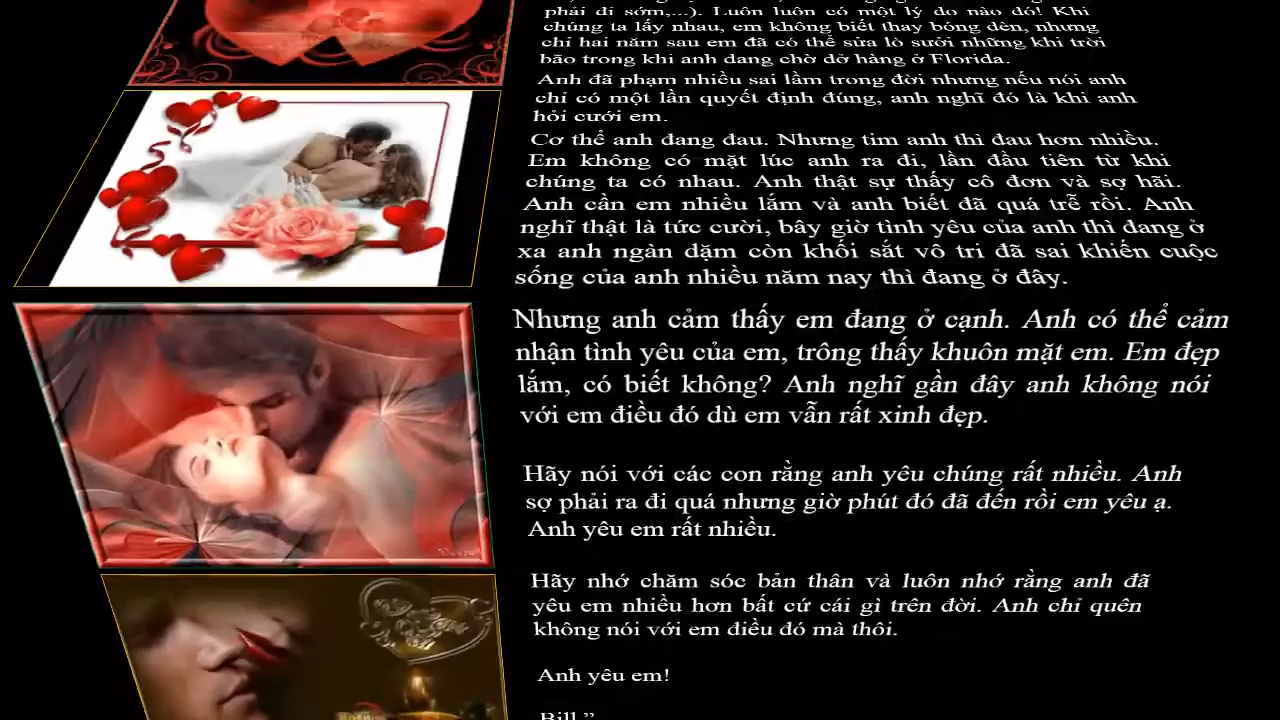 phải đi sớm,...). Luôn luôn có một lý do nào đó! Khi
chúng ta lấy nhau, em không biết thay bóng đèn, nhưng
chỉ hai năm sau em đã có thể sửa lò sưởi những khi trời
bão trong khi anh đang chờ dỡ hàng ở Florida.
Anh đã phạm nhiều sai lầm trong đời nhưng nếu nói anh
chỉ có một lần quyết định đúng, anh nghĩ đó là khi anh
hỏi cưới em.
Cơ thể anh đang đau. Nhưng tim anh thì đau hơn nhiều.
Em không có mặt lúc anh ra đi, lần đầu tiên từ khi
chúng ta có nhau. Anh thật sự thấy cô đơn và sợ hãi.
Anh cần em nhiều lắm và anh biết đã quá trễ rồi. Anh
nghĩ thật là tức cười, bây giờ tình yêu của anh thì đang ở
xa anh ngàn dặm còn khối sắt vô tri đã sai khiến cuộc
sống của anh nhiều năm nay thì đang ở đây.
Nhưng anh cảm thấy em đang ở cạnh. Anh có thể cảm
nhận tình yêu của em, trông thấy khuôn mặt em. Em đẹp
lắm, có biết không? Anh nghĩ gần đây anh không nói
với em điều đó dù em vẫn rất xinh đẹp.
Hãy nói với các con rằng anh yêu chúng rất nhiều. Anh
sợ phải ra đi quá nhưng giờ phút đó đã đến rồi em yêu ạ.
Anh yêu em rất nhiều.
Hãy nhớ chăm sóc bản thân và luôn nhớ rằng anh đã
yêu em nhiều hơn bất cứ cái gì trên đời. Anh chỉ quên
không nói với em điều đó mà thôi.
Anh yêu em!
Bill.”